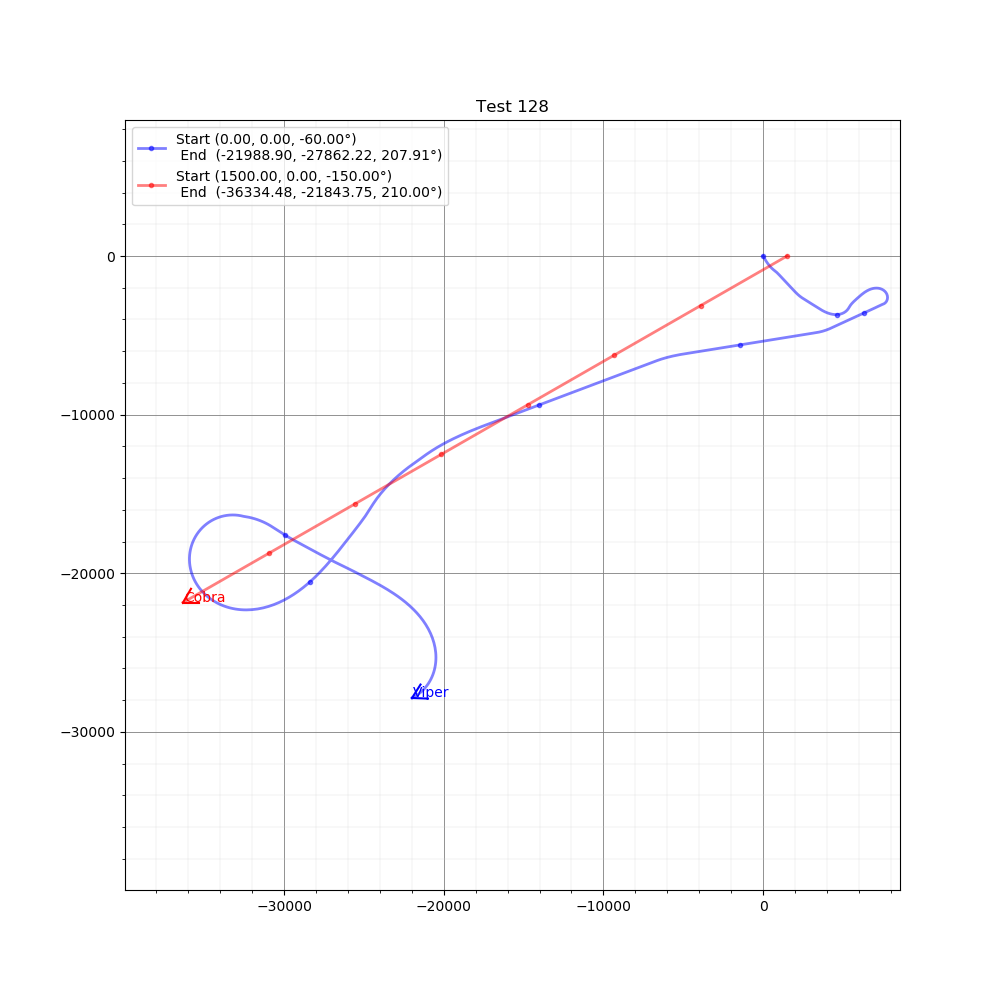 Test 128
Start (0.00, 0.00, -60.00°)
End (-21988.90, -27862.22, 207.91°)
Start (1500.00, 0.00, -150.00°)
End (-36334.48, -21843.75, 210.00°)
0
−10000
−20000
−30000
Cobra
Viper
−30000 −20000 −10000 0